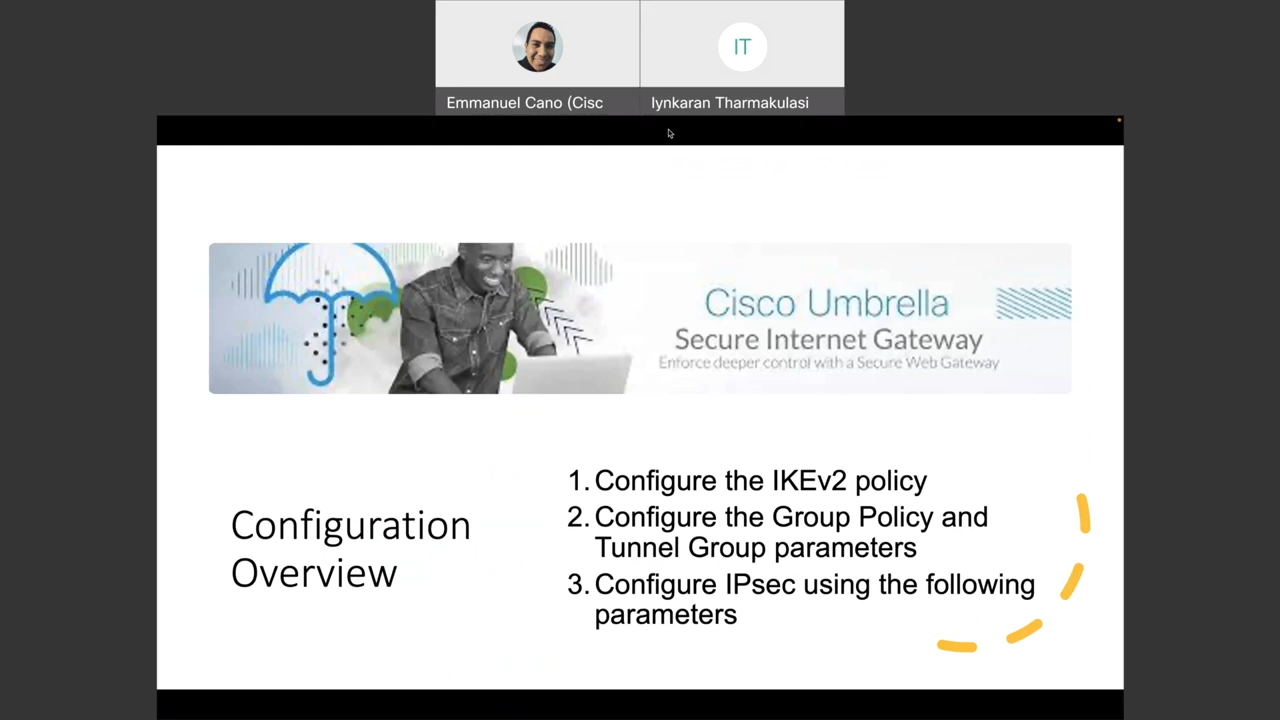 IT
Emmanuel Cano (Cisc
Iynkaran Tharmakulasi
Cisco Umbrella
Secure Internet Gateway
Enforce deeper control with a Secure Web Gateway
Configuration
Overview
1. Configure the IKEv2 policy
2. Configure the Group Policy and
Tunnel Group parameters
3. Configure IPsec using the following
parameters